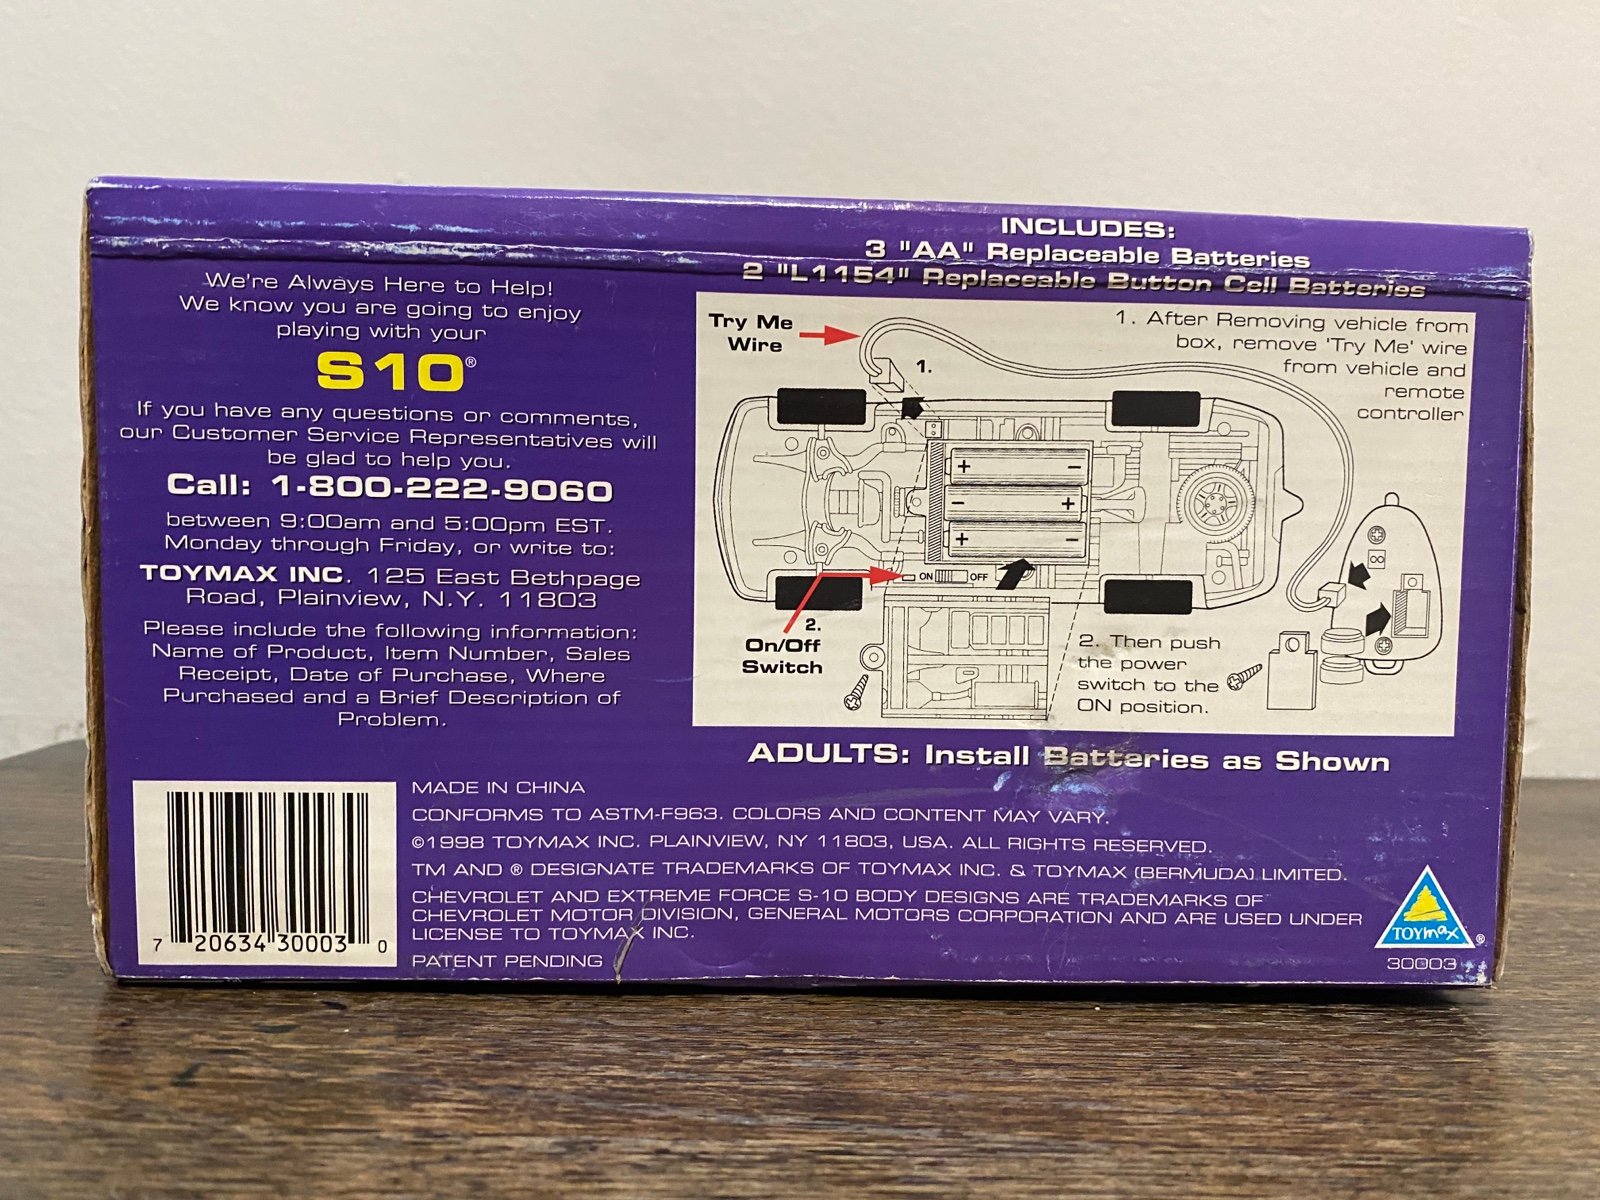 We're Always Here to Help!
We know you are going to enjoy
playing with your
S10®
If you have any questions or comments,
our Customer Service Representatives will
be glad to help you.
Call: 1-800-222-9060
between 9:00am and 5:00pm EST.
Monday through Friday, or write to:
TOYMAX INC. 125 East Bethpage
Road, Plainview, N.Y. 11803
Please include the following information:
Name of Product, Item Number, Sales
Receipt, Date of Purchase, Where
Purchased and a Brief Description of
Problem.
INCLUDES:
3 "AA" Replaceable Batteries
2 "L1154" Replaceable Button Cell Batteries
Try Me
Wire
1.
1. After Removing vehicle from
box, remove 'Try Me' wire
from vehicle and
remote
controller
+ −
− +
+ −
ON OFF
2.
On/Off
Switch
2. Then push
the power
switch to the
ON position.
ADULTS: Install Batteries as Shown
7 20634 30003 0
MADE IN CHINA
CONFORMS TO ASTM-F963. COLORS AND CONTENT MAY VARY.
©1998 TOYMAX INC. PLAINVIEW, NY 11803, USA. ALL RIGHTS RESERVED.
TM AND ® DESIGNATE TRADEMARKS OF TOYMAX INC. & TOYMAX (BERMUDA) LIMITED.
CHEVROLET AND EXTREME FORCE S-10 BODY DESIGNS ARE TRADEMARKS OF
CHEVROLET MOTOR DIVISION, GENERAL MOTORS CORPORATION AND ARE USED UNDER
LICENSE TO TOYMAX INC.
PATENT PENDING
TOYmax®
30003